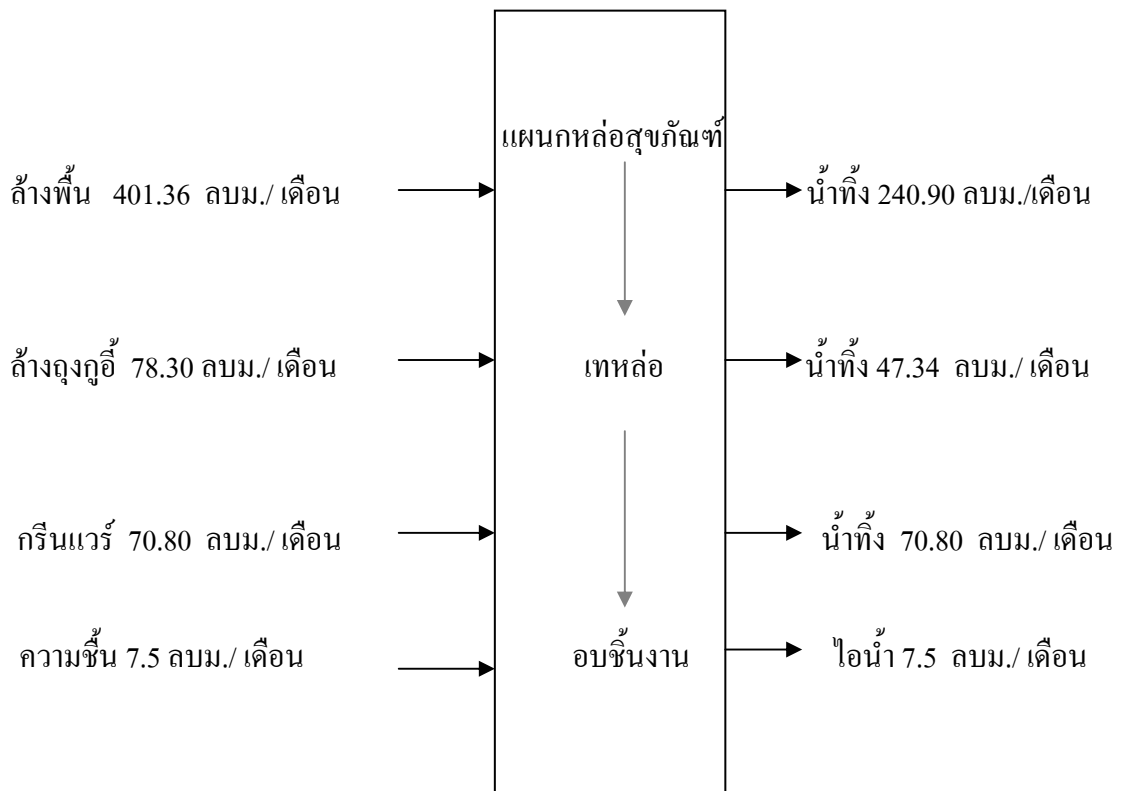 แผนกหล่อสุขภัณฑ์
ล้างพื้น 401.36 ลบม./ เดือน
น้ำทิ้ง 240.90 ลบม./เดือน
ล้างถุงกูอี้ 78.30 ลบม./ เดือน
เทหล่อ
น้ำทิ้ง 47.34 ลบม./ เดือน
กรีนแวร์ 70.80 ลบม./ เดือน
น้ำทิ้ง 70.80 ลบม./ เดือน
ความชื้น 7.5 ลบม./ เดือน
อบชิ้นงาน
ไอน้ำ 7.5 ลบม./ เดือน